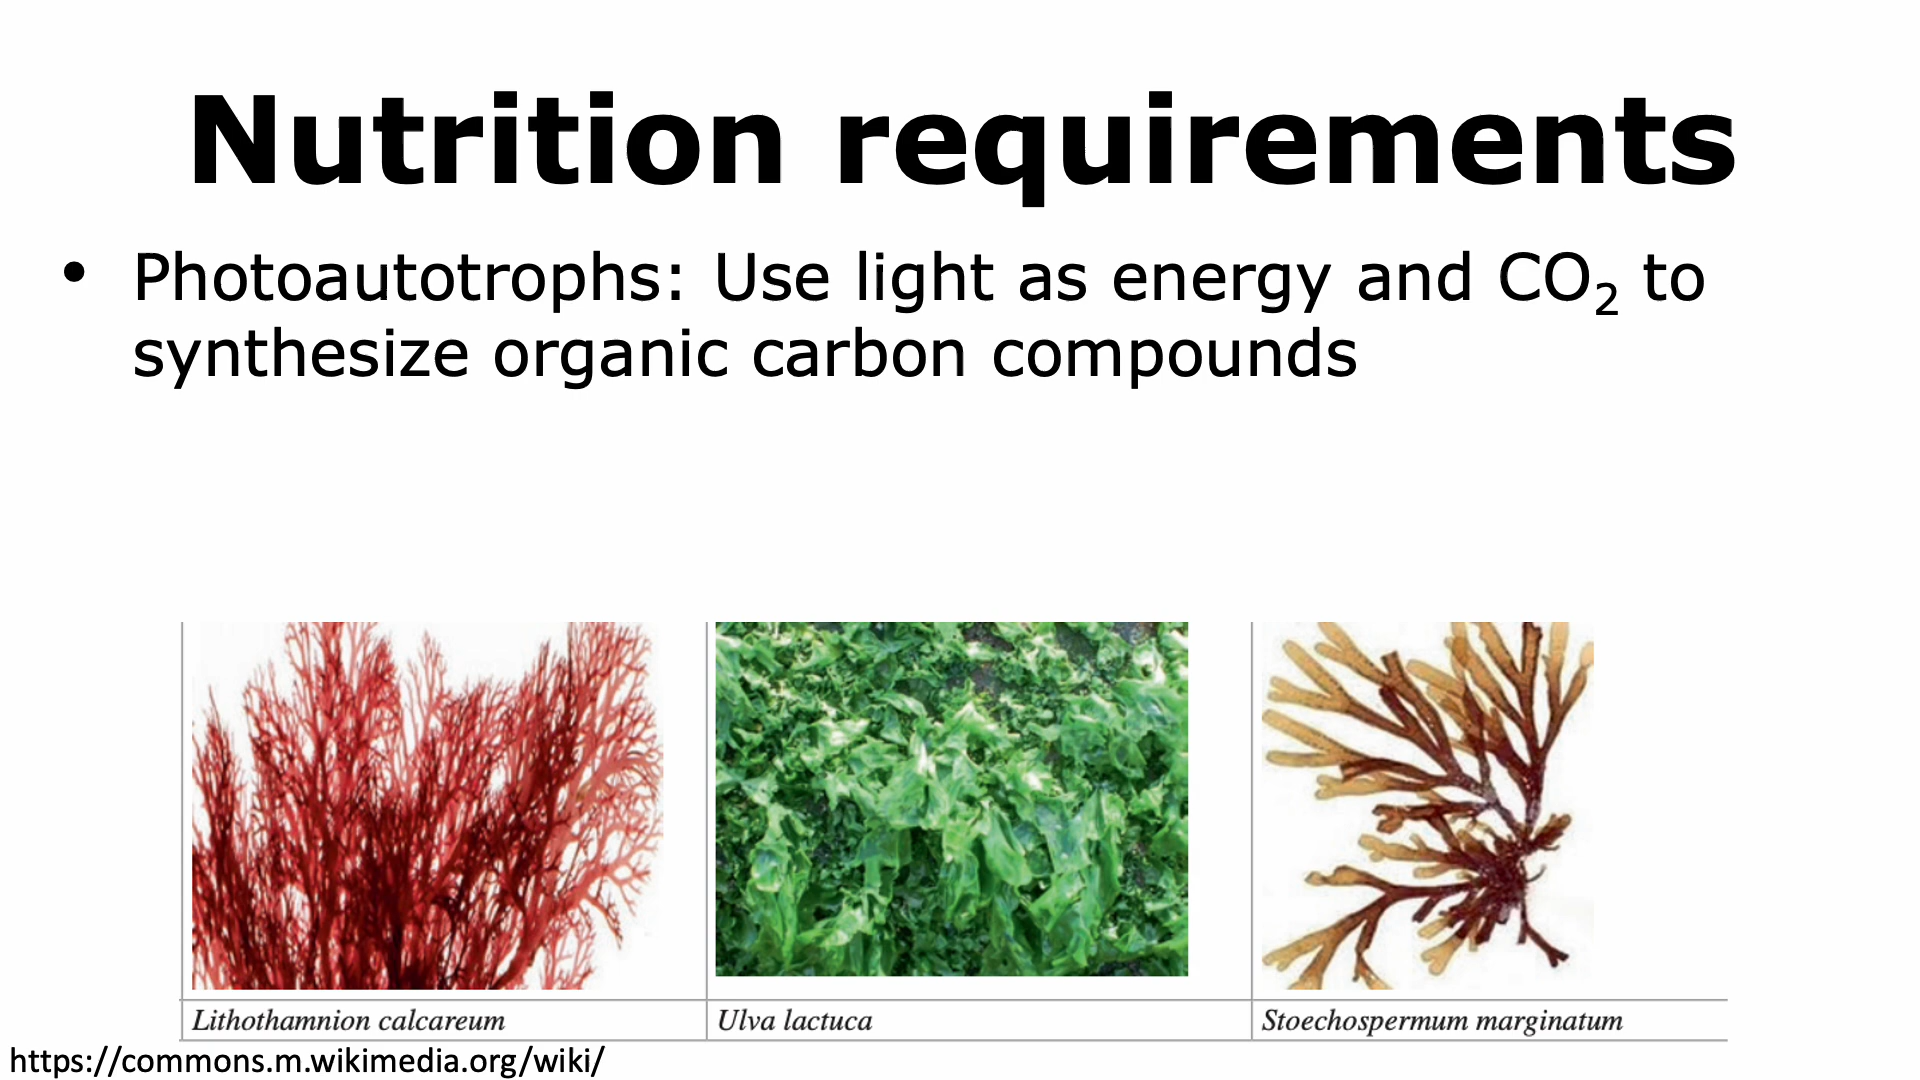 Nutrition requirements
• Photoautotrophs: Use light as energy and CO₂ to
synthesize organic carbon compounds
Lithothamnion calcareum
Ulva lactuca
Stoechospermum marginatum
https://commons.m.wikimedia.org/wiki/